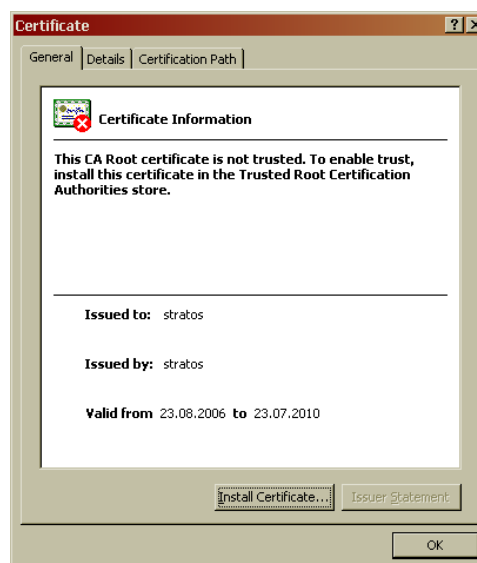 Certificate
General Details Certification Path
Certificate Information
This CA Root certificate is not trusted. To enable trust,
install this certificate in the Trusted Root Certification
Authorities store.
Issued to: stratos
Issued by: stratos
Valid from 23.08.2006 to 23.07.2010
Install Certificate... Issuer Statement
OK